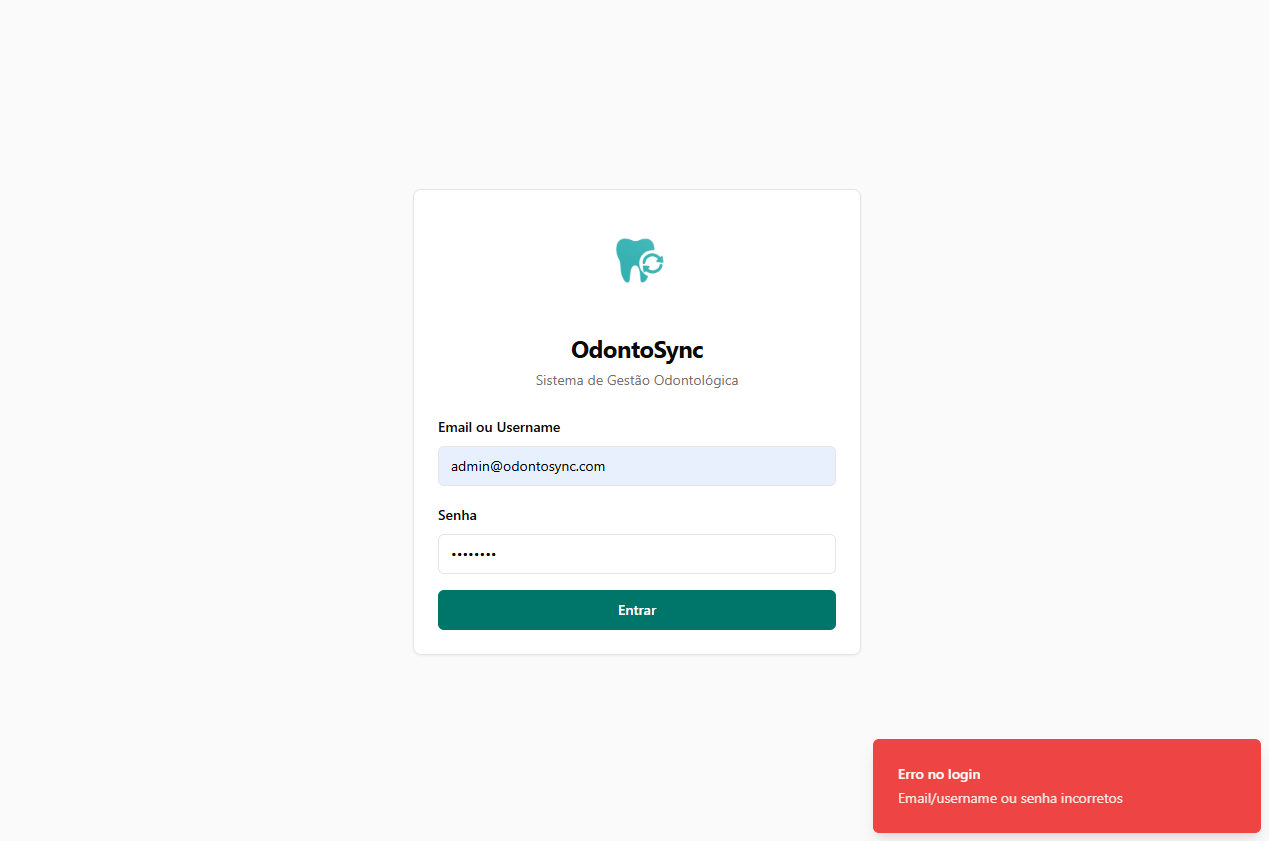 OdontoSync
Sistema de Gestão Odontológica
Email ou Username
admin@odontosync.com
Senha
••••••••
Entrar
Erro no login
Email/username ou senha incorretos